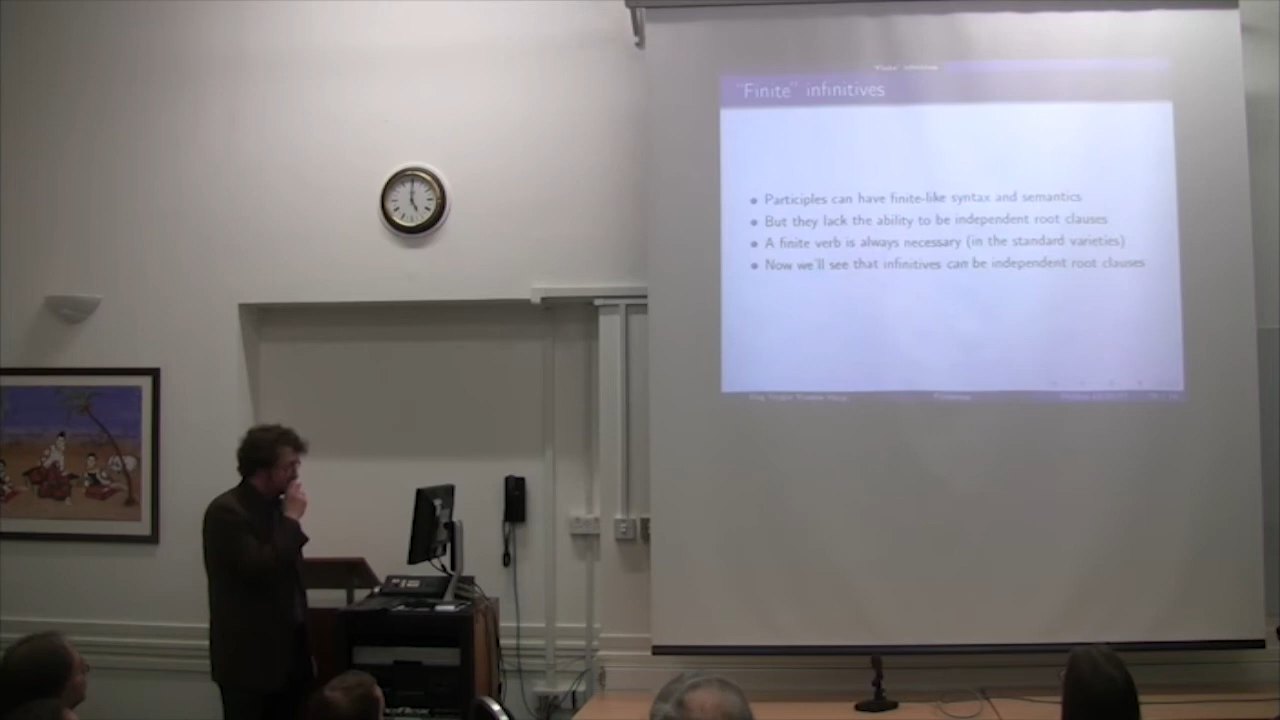 "Finite" infinitives
"Finite" infinitives
Participles can have finite-like syntax and semantics
But they lack the ability to be independent root clauses
A finite verb is always necessary (in the standard varieties)
Now we'll see that infinitives can be independent root clauses